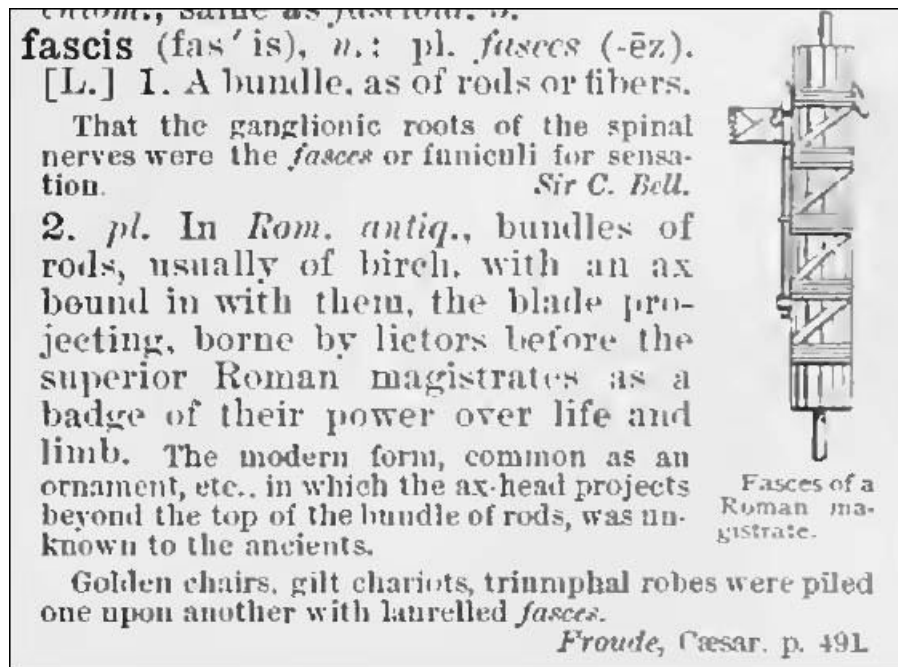 entom., same as fasciola, 3.
fascis (fas′is), n.; pl. fasces (-ēz).
[L.] 1. A bundle, as of rods or fibers.
That the ganglionic roots of the spinal
nerves were the fasces or funiculi for sensa-
tion. Sir C. Bell.
2. pl. In Rom. antiq., bundles of
rods, usually of birch, with an ax
bound in with them, the blade pro-
jecting, borne by lictors before the
superior Roman magistrates as a
badge of their power over life and
limb. The modern form, common as an
ornament, etc., in which the ax-head projects
beyond the top of the bundle of rods, was un-
known to the ancients.
Fasces of a
Roman ma-
gistrate.
Golden chairs, gilt chariots, triumphal robes were piled
one upon another with laurelled fasces.
Froude, Cæsar, p. 491.